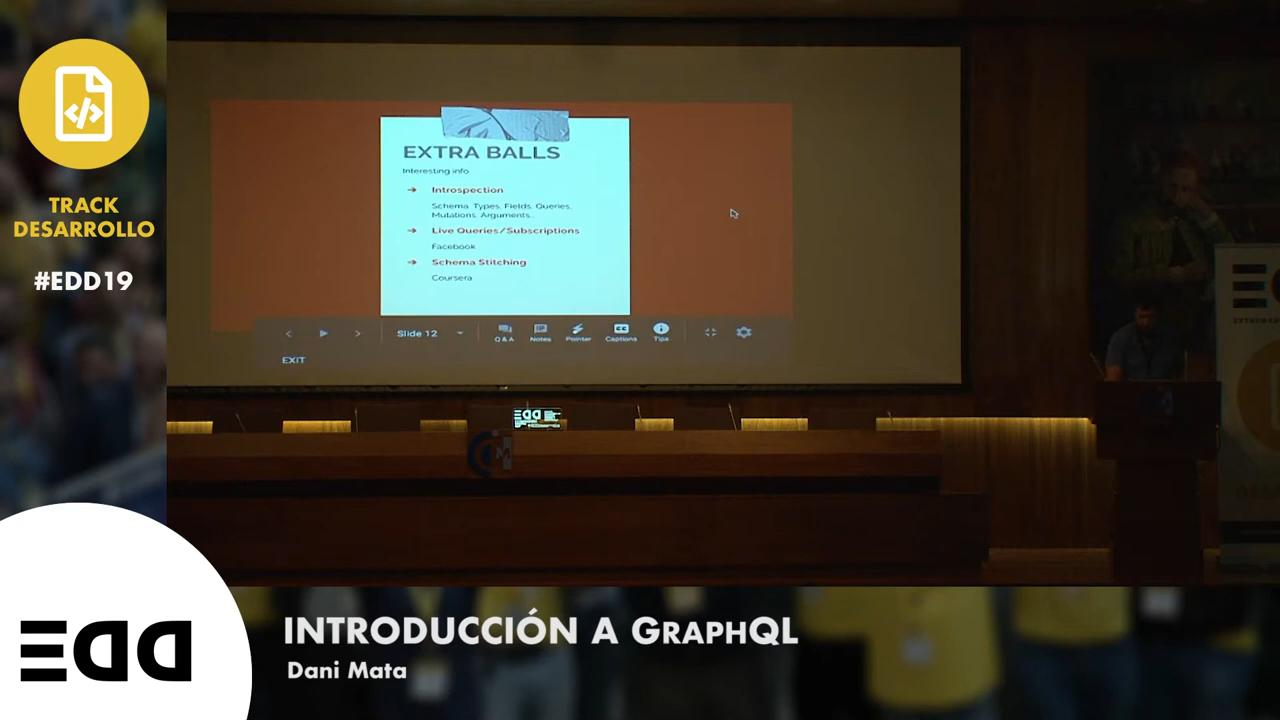 TRACK
DESARROLLO
#EDD19
EXTRA BALLS
Interesting info
→ Introspection
Schema, Types, Fields, Queries,
Mutations, Arguments...
→ Live Queries/Subscriptions
Facebook
→ Schema Stitching
Coursera
Slide 12
Q & A
Notes
Pointer
Captions
Tips
EXIT
EDD
INTRODUCCIÓN A GRAPHQL
Dani Mata